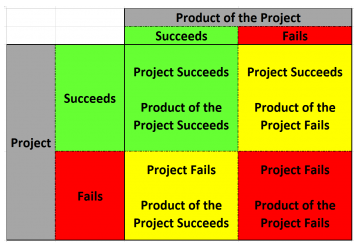 Product of the Project
Succeeds Fails
Project Succeeds Project Succeeds
Succeeds
Product of the Product of the
Project Succeeds Project Fails
Project
Project Fails Project Fails
Fails
Product of the Product of the
Project Succeeds Project Fails